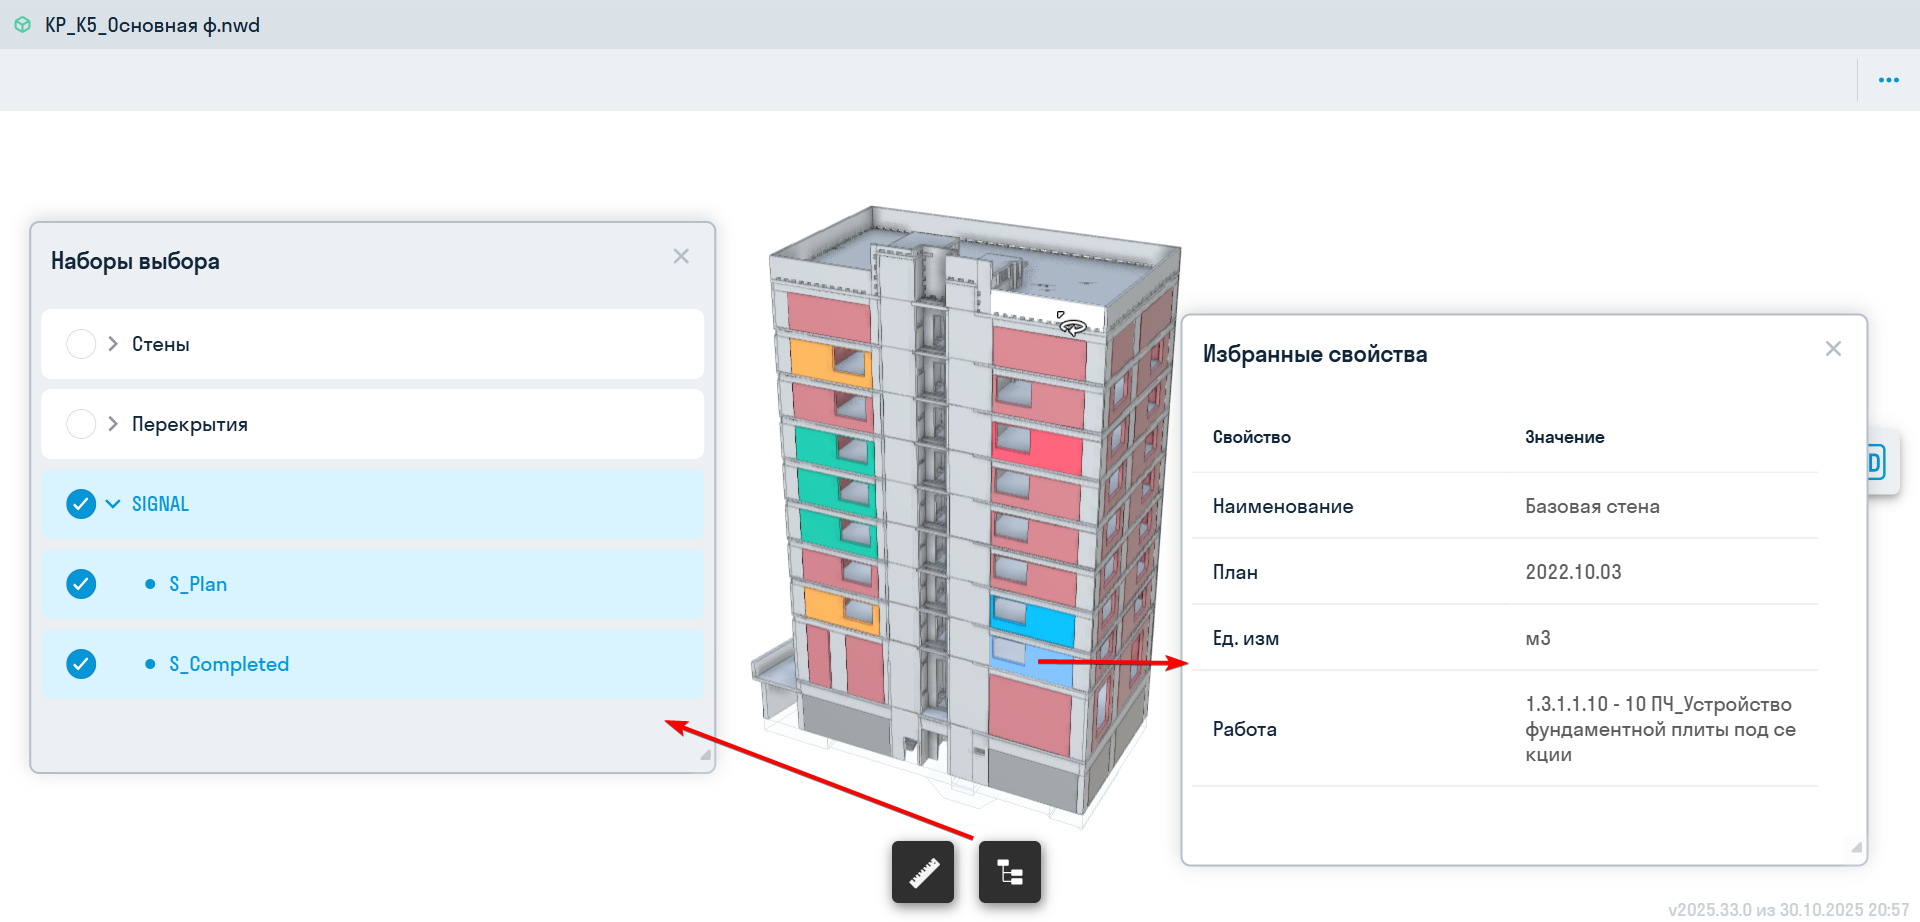 КР_К5_Основная ф.nwd
Наборы выбора
Стены
Перекрытия
SIGNAL
S_Plan
S_Completed
Избранные свойства
Свойство Значение
Наименование Базовая стена
План 2022.10.03
Ед. изм м3
Работа 1.3.1.1.10 - 10 ПЧ_Устройство
фундаментной плиты под се
кции
D
v2025.33.0 из 30.10.2025 20:57